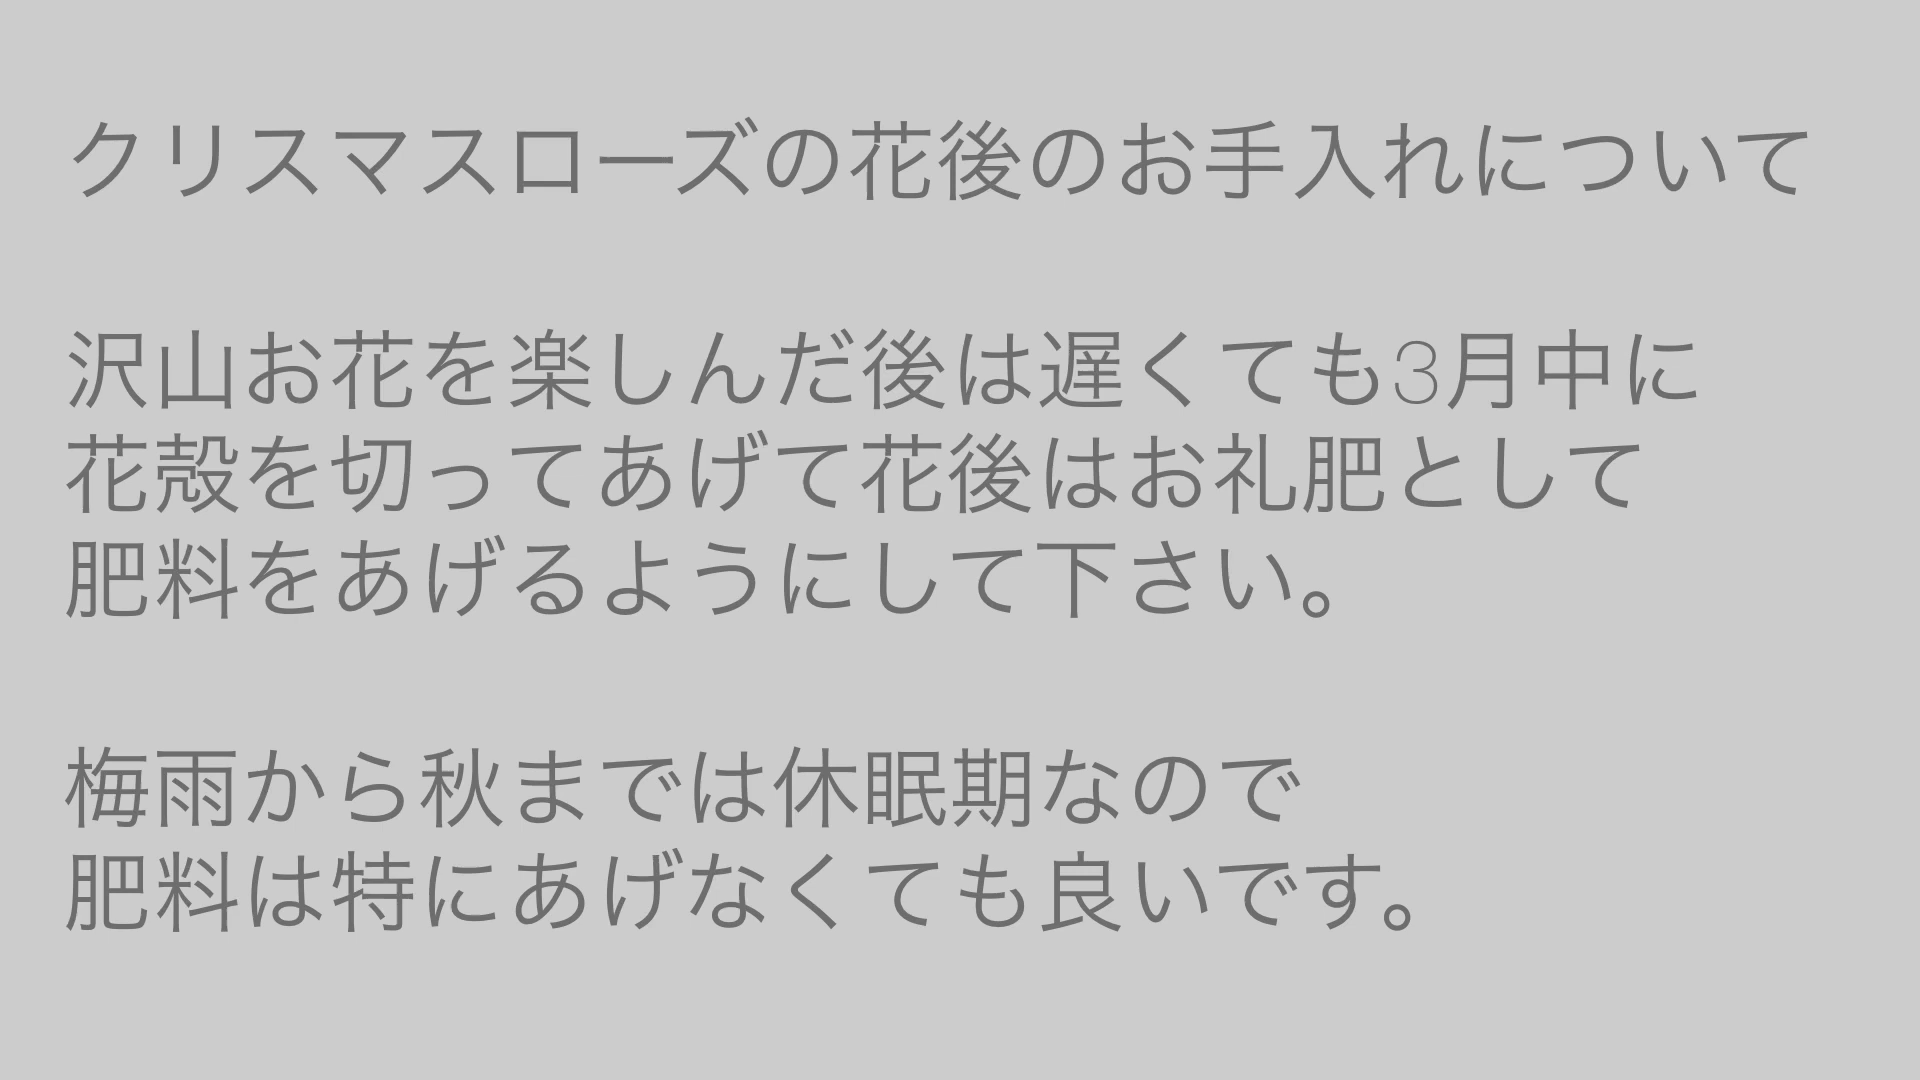 クリスマスローズの花後のお手入れについて
沢山お花を楽しんだ後は遅くても3月中に
花殻を切ってあげて花後はお礼肥として
肥料をあげるようにして下さい。
梅雨から秋までは休眠期なので
肥料は特にあげなくても良いです。